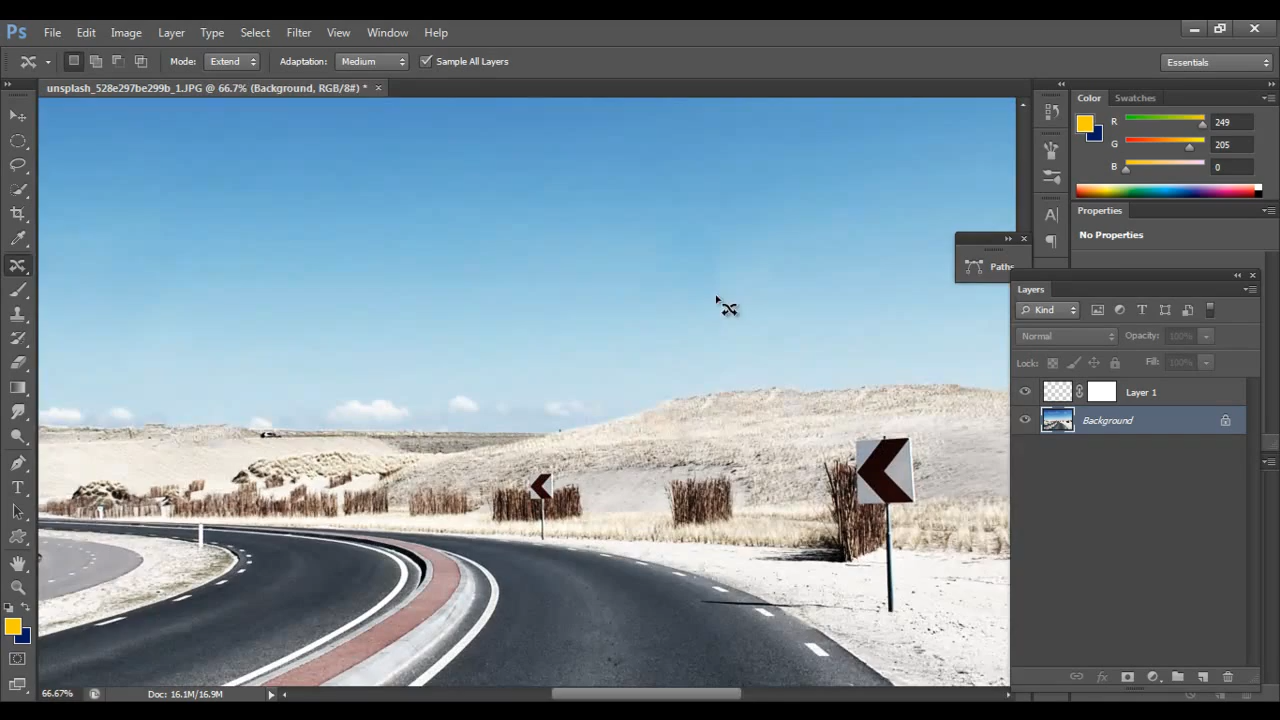 Ps File Edit Image Layer Type Select Filter View Window Help
Mode: Extend Adaptation: Medium Sample All Layers Essentials
unsplash_528e297be299b_1.JPG @ 66.7% (Background, RGB/8#) * ×
Color Swatches
R 249
G 205
B 0
Properties
No Properties
Paths
Layers
Kind
Normal Opacity: 100%
Lock: Fill: 100%
Layer 1
Background
66.67% Doc: 16.1M/16.9M